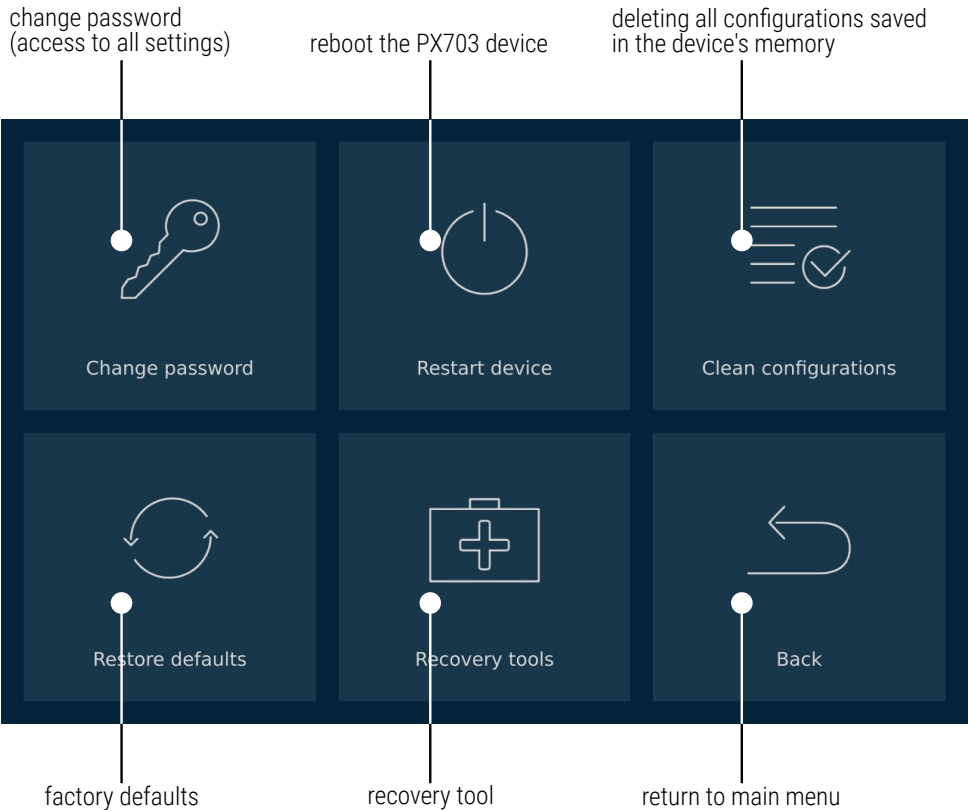 change password
(access to all settings)
reboot the PX703 device
deleting all configurations saved
in the device's memory
Change password
Restart device
Clean configurations
Restore defaults
Recovery tools
Back
factory defaults
recovery tool
return to main menu